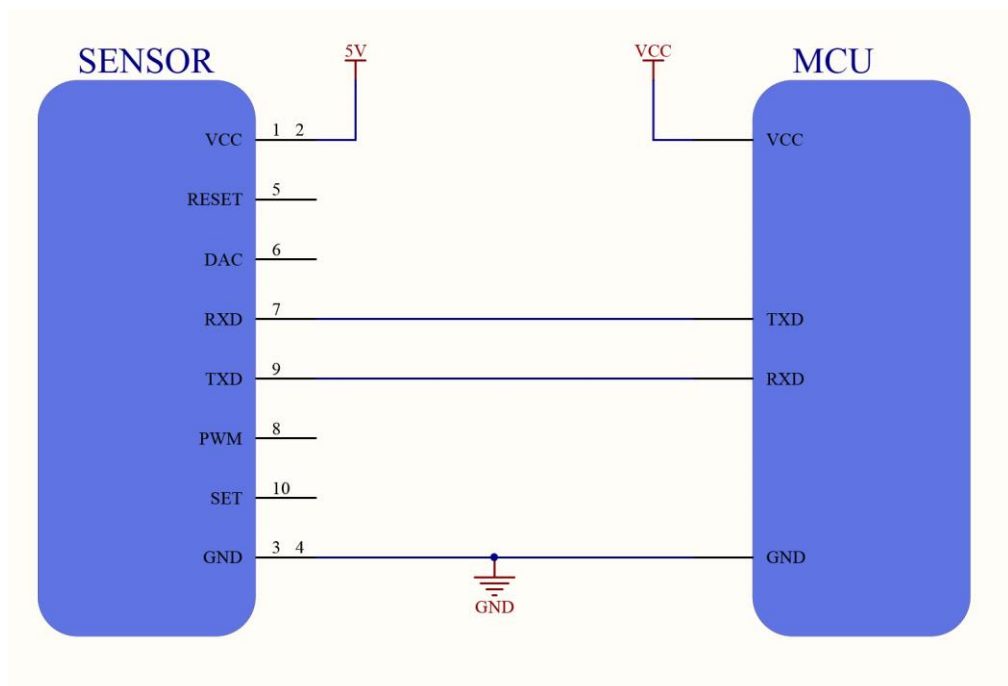 SENSOR
5V
VCC
MCU
VCC 1 2
VCC
RESET 5
DAC 6
RXD 7
TXD
TXD 9
RXD
PWM 8
SET 10
GND 3 4
GND
GND